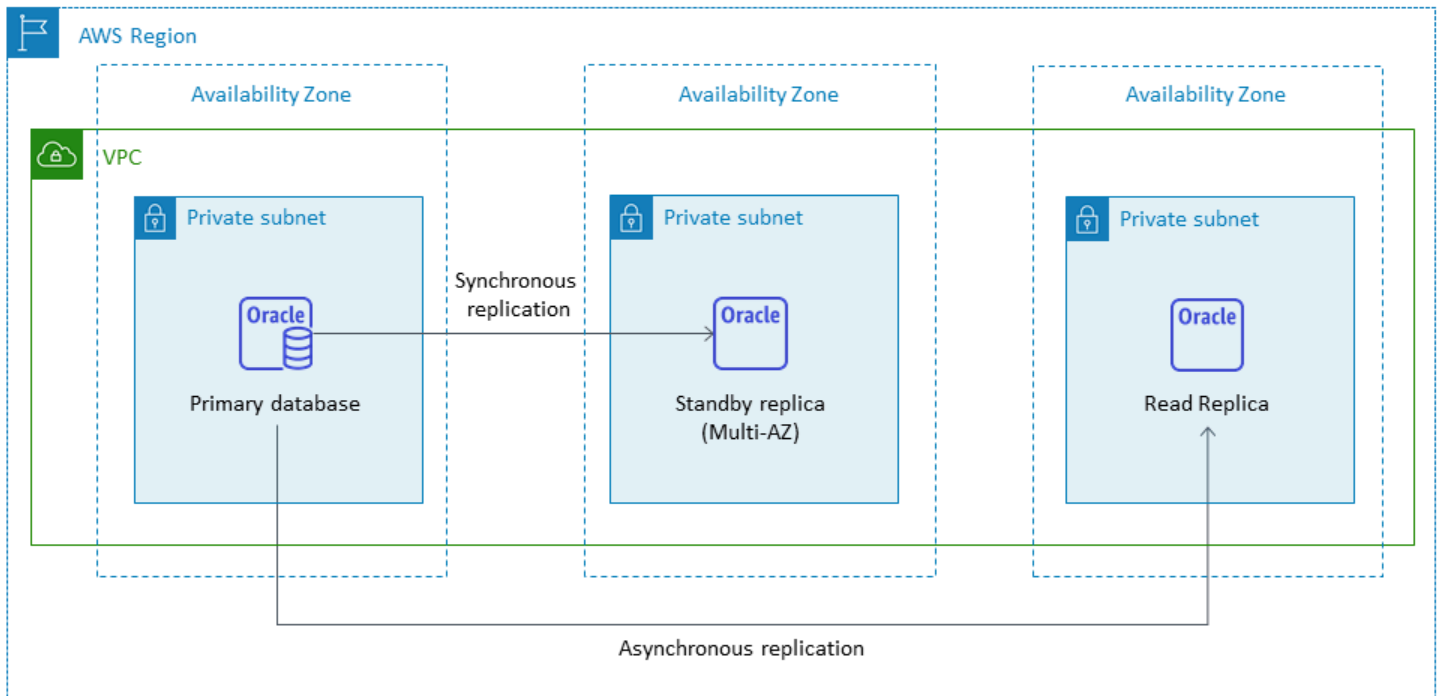 AWS Region
Availability Zone
Availability Zone
Availability Zone
VPC
Private subnet
Private subnet
Private subnet
Synchronous
replication
Oracle
Oracle
Oracle
Primary database
Standby replica
(Multi-AZ)
Read Replica
Asynchronous replication